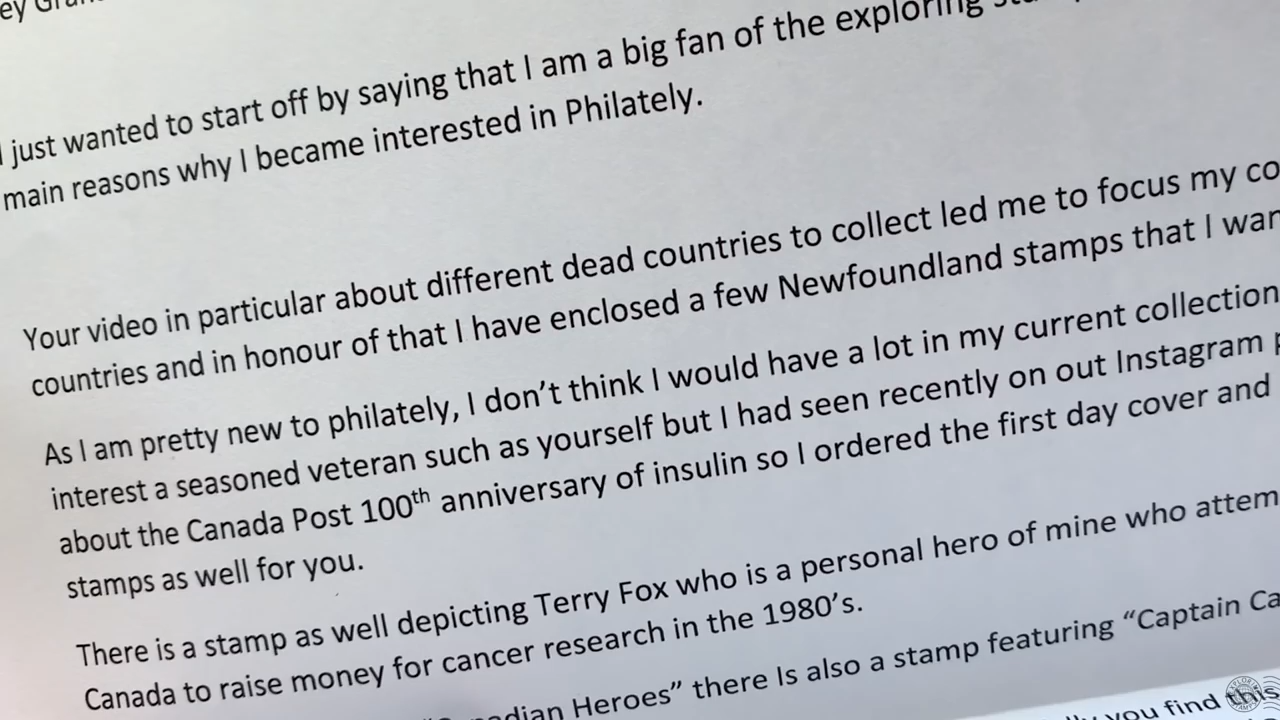 ey
I just wanted to start off by saying that I am a big fan of the exploring
main reasons why I became interested in Philately.
Your video in particular about different dead countries to collect led me to focus my co
countries and in honour of that I have enclosed a few Newfoundland stamps that I wan
As I am pretty new to philately, I don't think I would have a lot in my current collection
interest a seasoned veteran such as yourself but I had seen recently on out Instagram p
about the Canada Post 100th anniversary of insulin so I ordered the first day cover and
stamps as well for you.
There is a stamp as well depicting Terry Fox who is a personal hero of mine who attem
Canada to raise money for cancer research in the 1980's.
Heroes" there Is also a stamp featuring "Captain Ca
you find this